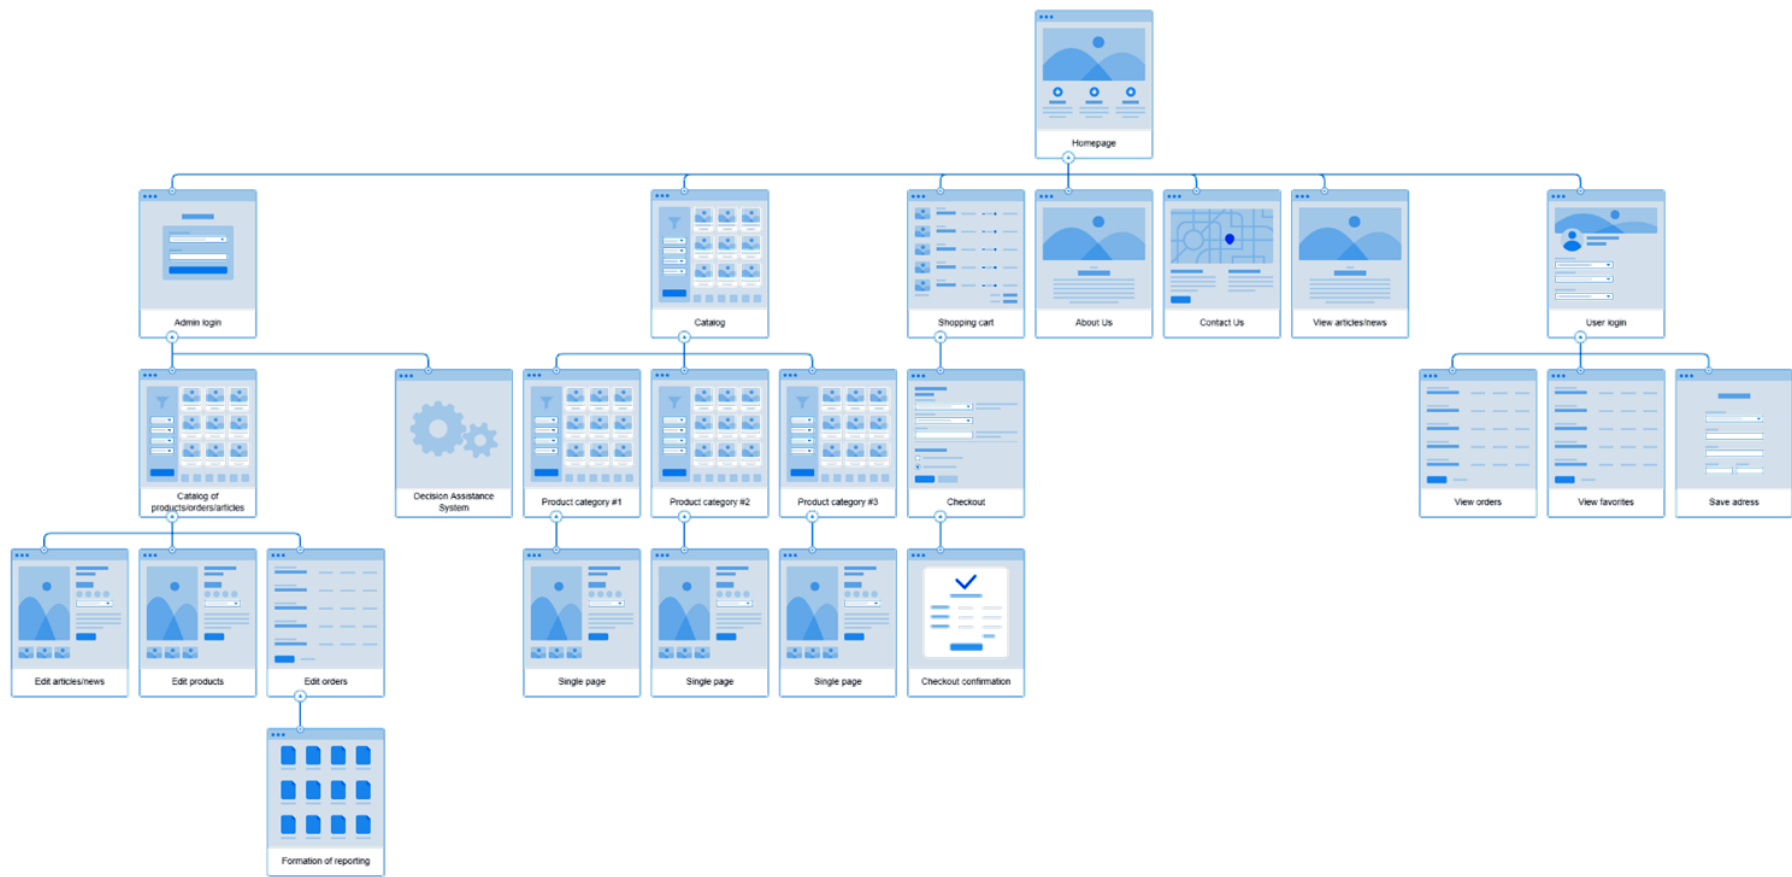 Homepage
Admin login
Catalog
Shopping cart
About Us
Contact Us
View articles/news
User login
Catalog of
products/orders/articles
Decision Assistance
System
Product category #1
Product category #2
Product category #3
Checkout
View orders
View favorites
Save adress
Edit articles/news
Edit products
Edit orders
Single page
Single page
Single page
Checkout confirmation
Formation of reporting